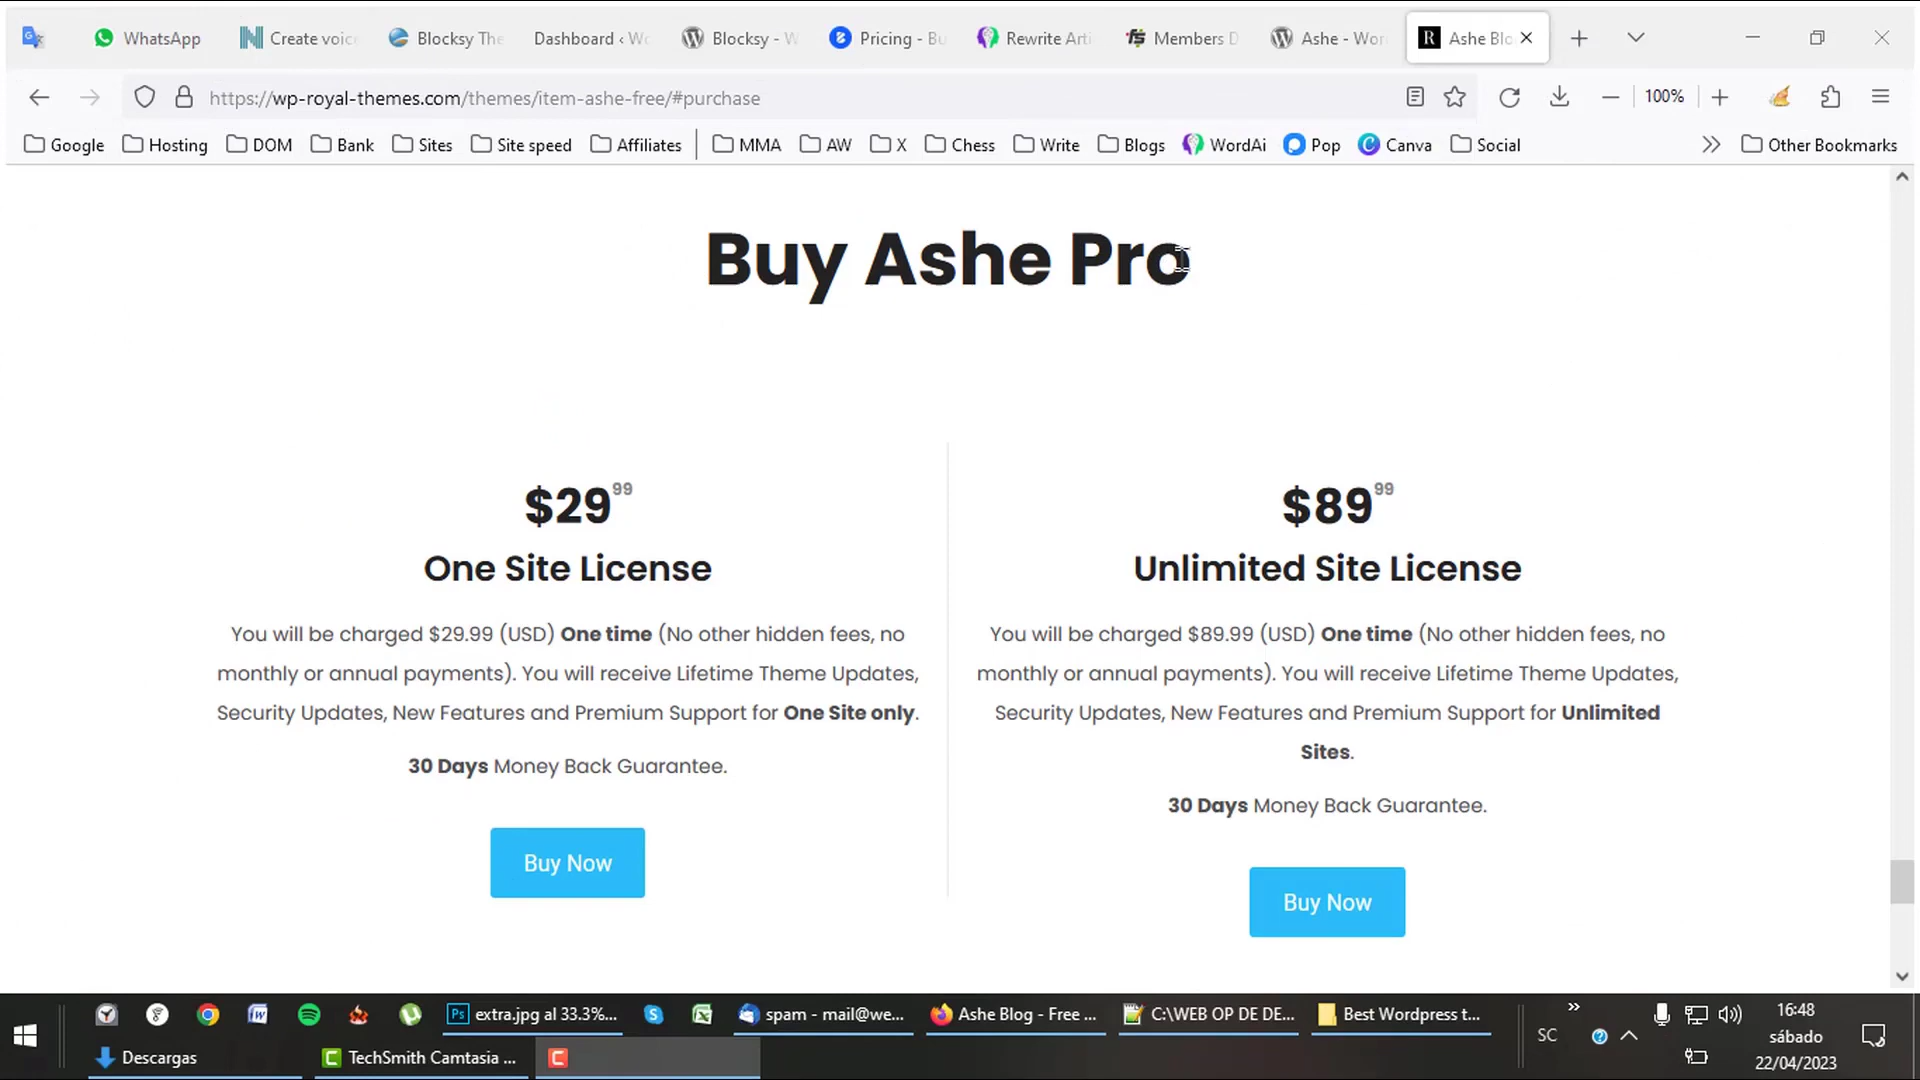 WhatsApp
Create voic
Blocksy The
Dashboard ‹ Wo
Blocksy - W
Pricing - Bu
Rewrite Arti
Members D
Ashe - Wor
Ashe Blo
https://wp-royal-themes.com/themes/item-ashe-free/#purchase
100%
Google
Hosting
DOM
Bank
Sites
Site speed
Affiliates
MMA
AW
X
Chess
Write
Blogs
WordAi
Pop
Canva
Social
Other Bookmarks
Buy Ashe Pro
$29 99
One Site License
You will be charged $29.99 (USD) One time (No other hidden fees, no
monthly or annual payments). You will receive Lifetime Theme Updates,
Security Updates, New Features and Premium Support for One Site only.
30 Days Money Back Guarantee.
Buy Now
$89 99
Unlimited Site License
You will be charged $89.99 (USD) One time (No other hidden fees, no
monthly or annual payments). You will receive Lifetime Theme Updates,
Security Updates, New Features and Premium Support for Unlimited
Sites.
30 Days Money Back Guarantee.
Buy Now
extra.jpg al 33.3%...
spam - mail@we...
Ashe Blog - Free ...
C:\WEB OP DE DE...
Best Wordpress t...
Descargas
TechSmith Camtasia ...
SC
16:48
sábado
22/04/2023